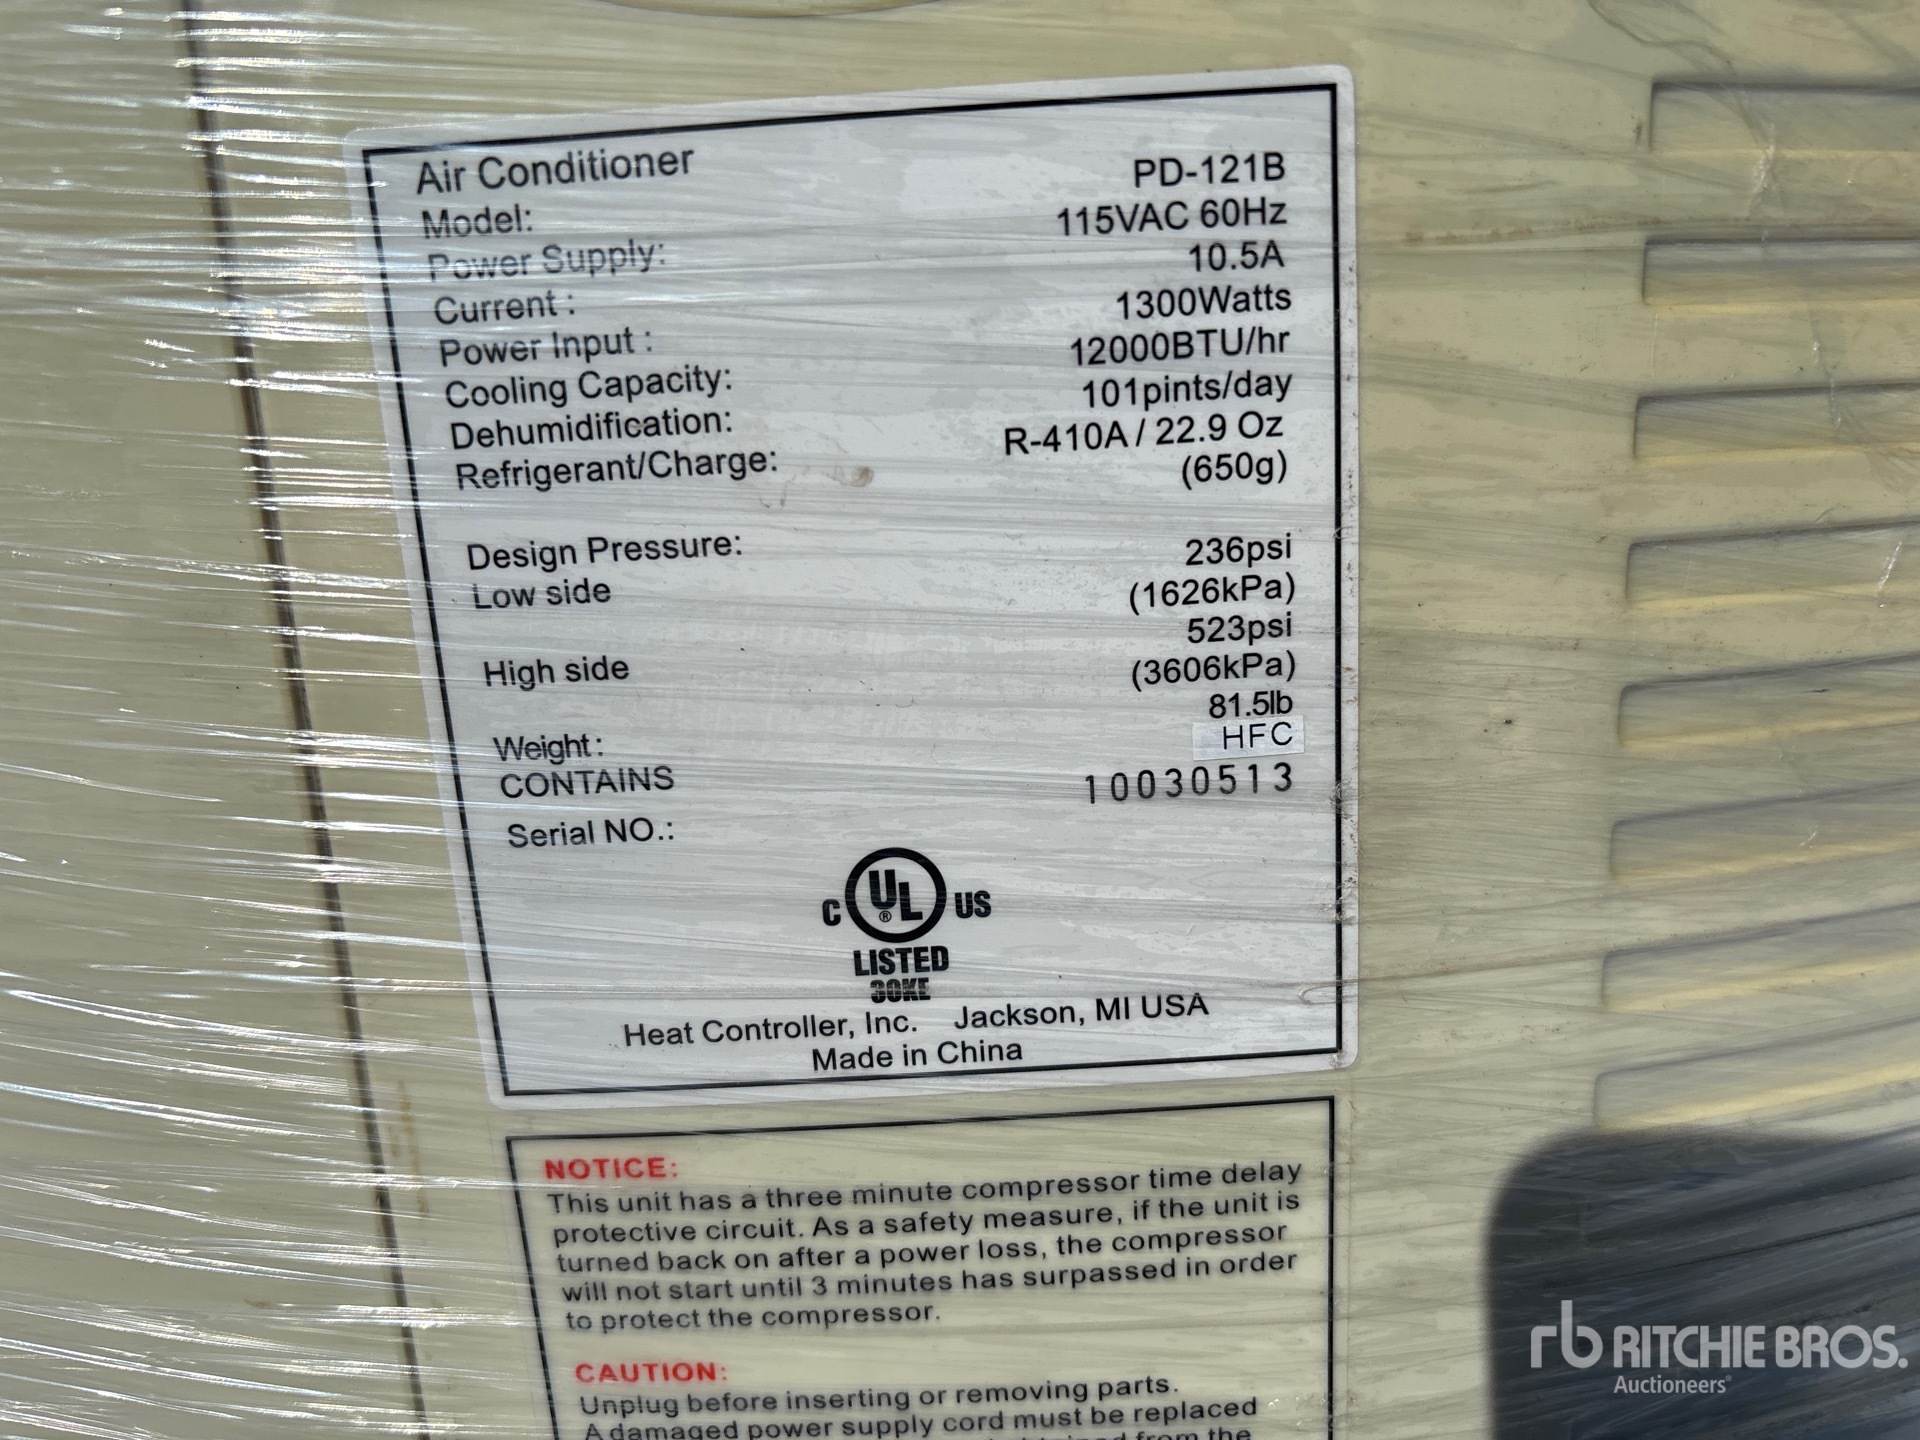 Air Conditioner
Model: PD-121B
Power Supply: 115VAC 60Hz
Current : 10.5A
Power Input : 1300Watts
Cooling Capacity: 12000BTU/hr
Dehumidification: 101pints/day
Refrigerant/Charge: R-410A / 22.9 Oz
(650g)
Design Pressure:
Low side 236psi
(1626kPa)
High side 523psi
(3606kPa)
Weight: 81.5lb
CONTAINS HFC
Serial NO.: 10030513
C UL ® US
LISTED
30KE
Heat Controller, Inc. Jackson, MI USA
Made in China
NOTICE:
This unit has a three minute compressor time delay
protective circuit. As a safety measure, if the unit is
turned back on after a power loss, the compressor
will not start until 3 minutes has surpassed in order
to protect the compressor.
CAUTION:
Unplug before inserting or removing parts.
A damaged power supply cord must be replaced
from the
rb RITCHIE BROS.
Auctioneers